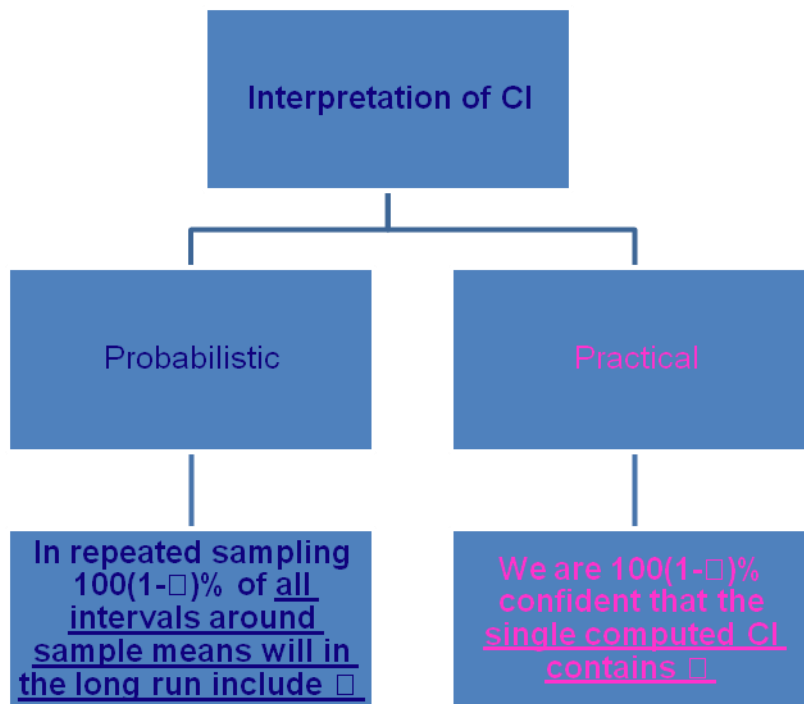 Interpretation of CI
Probabilistic
Practical
In repeated sampling
100(1-□)% of all
intervals around
sample means will in
the long run include □
We are 100(1-□)%
confident that the
single computed CI
contains □